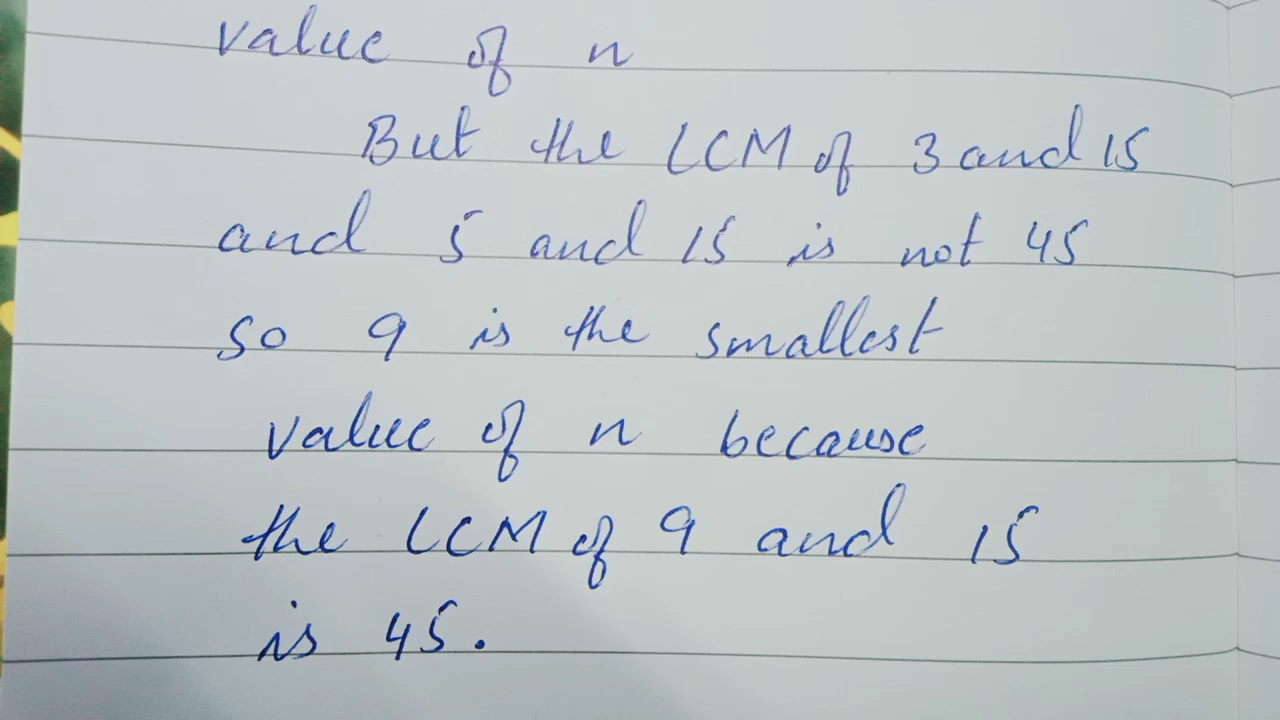 value of n
But the LCM of 3 and 15
and 5 and 15 is not 45
so 9 is the smallest
value of n because
the LCM of 9 and 15
is 45.